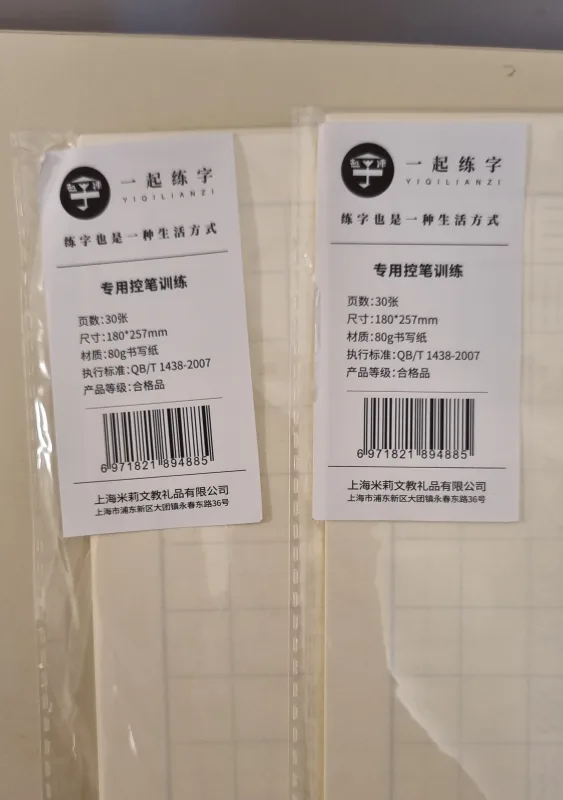 一起练字
YIQILIANZI
练字也是一种生活方式
专用控笔训练
页数:30张
尺寸:180*257mm
材质:80g书写纸
执行标准:QB/T 1438-2007
产品等级:合格品
6 971821 894885
上海米莉文教礼品有限公司
上海市浦东新区大团镇永春东路36号
一起练字
YIQILIANZI
练字也是一种生活方式
专用控笔训练
页数:30张
尺寸:180*257mm
材质:80g书写纸
执行标准:QB/T 1438-2007
产品等级:合格品
6 971821 894885
上海米莉文教礼品有限公司
上海市浦东新区大团镇永春东路36号